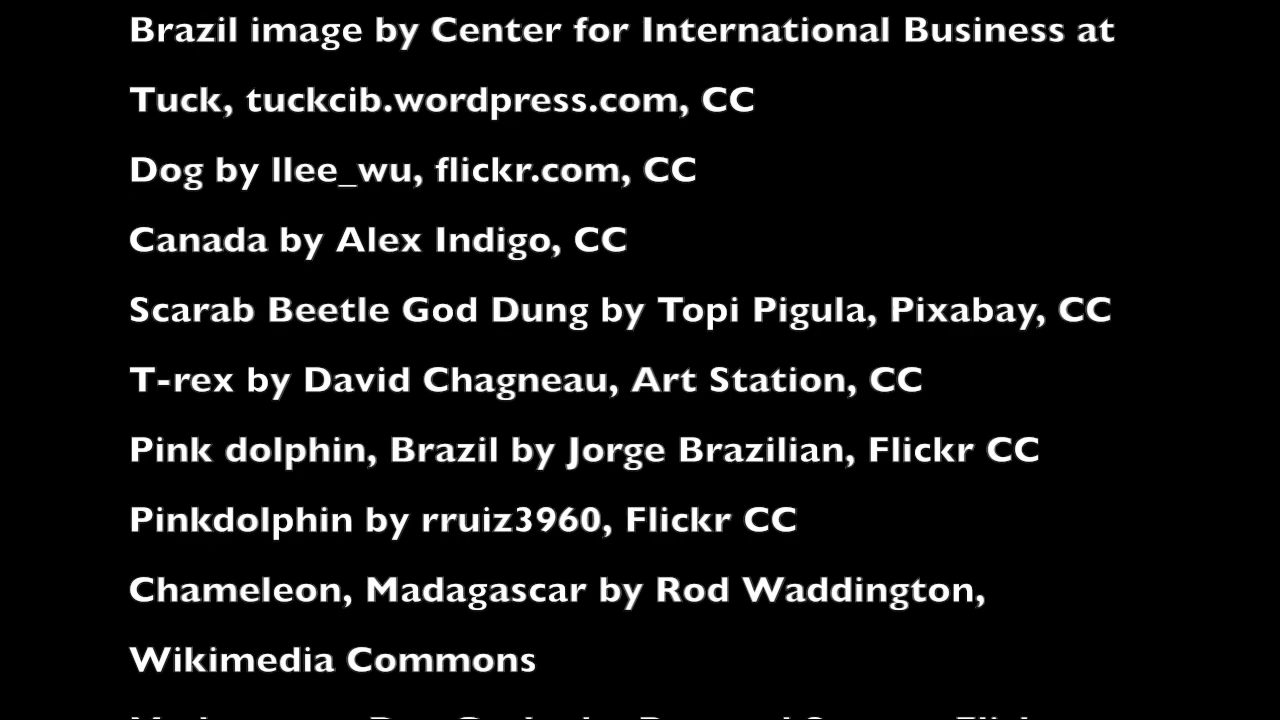 Brazil image by Center for International Business at
Tuck, tuckcib.wordpress.com, CC
Dog by llee_wu, flickr.com, CC
Canada by Alex Indigo, CC
Scarab Beetle God Dung by Topi Pigula, Pixabay, CC
T-rex by David Chagneau, Art Station, CC
Pink dolphin, Brazil by Jorge Brazilian, Flickr CC
Pinkdolphin by rruiz3960, Flickr CC
Chameleon, Madagascar by Rod Waddington,
Wikimedia Commons